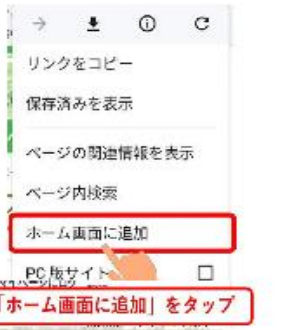 リンクをコピー
保存済みを表示
ページの関連情報を表示
ページ内検索
ホーム画面に追加
PC版サイト
「ホーム画面に追加」をタップ